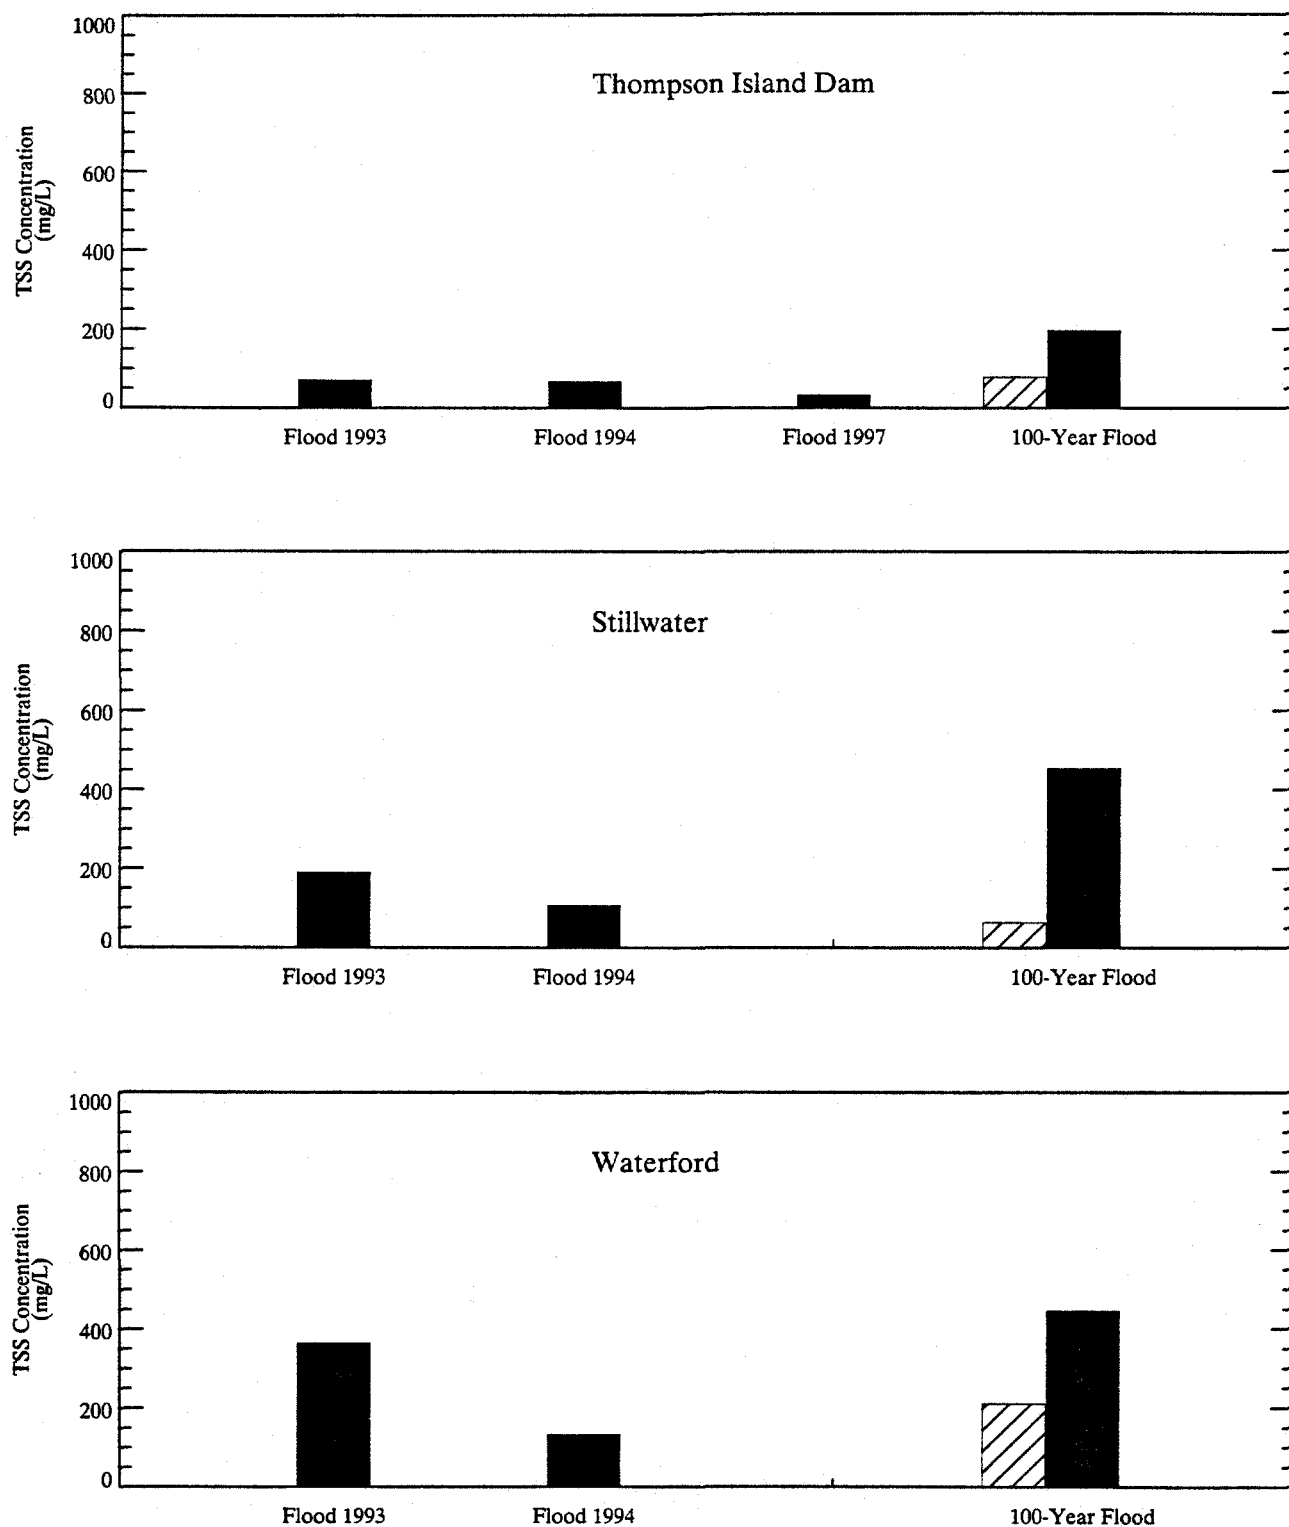 Thompson Island Dam
TSS Concentration
(mg/L)
1000
800
600
400
200
0
Flood 1993
Flood 1994
Flood 1997
100-Year Flood
Stillwater
TSS Concentration
(mg/L)
1000
800
600
400
200
0
Flood 1993
Flood 1994
100-Year Flood
Waterford
TSS Concentration
(mg/L)
1000
800
600
400
200
0
Flood 1993
Flood 1994
100-Year Flood